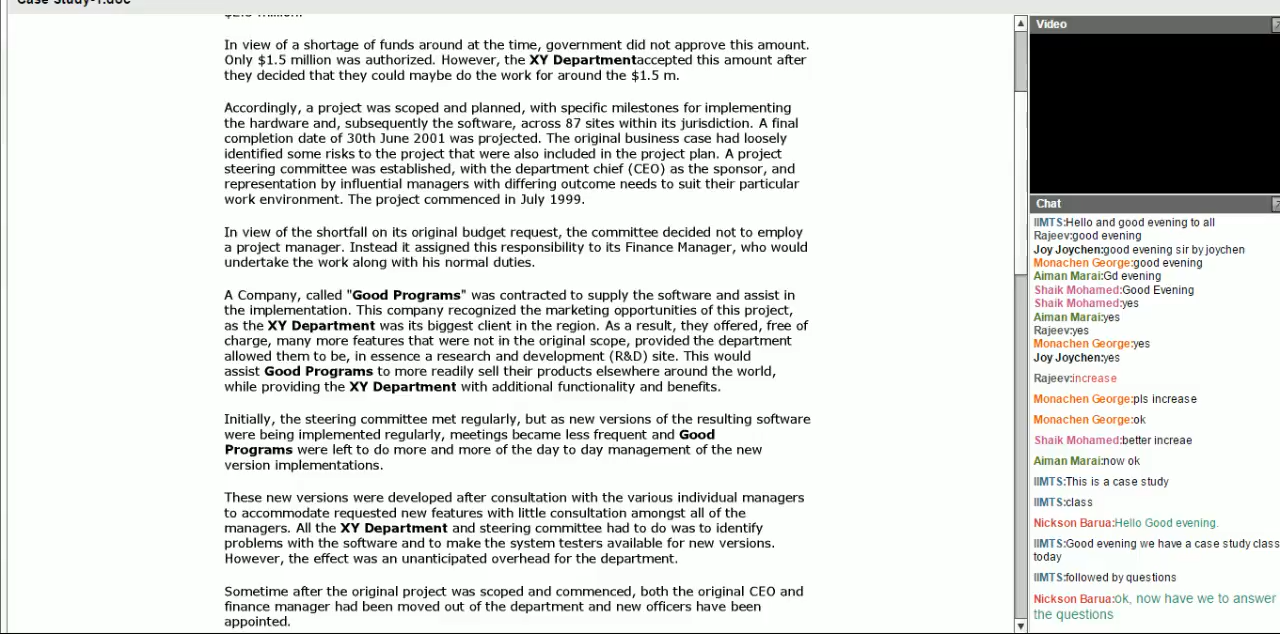 Case Study-1.doc
$2.5 million.
In view of a shortage of funds around at the time, government did not approve this amount.
Only $1.5 million was authorized. However, the XY Departmentaccepted this amount after
they decided that they could maybe do the work for around the $1.5 m.
Accordingly, a project was scoped and planned, with specific milestones for implementing
the hardware and, subsequently the software, across 87 sites within its jurisdiction. A final
completion date of 30th June 2001 was projected. The original business case had loosely
identified some risks to the project that were also included in the project plan. A project
steering committee was established, with the department chief (CEO) as the sponsor, and
representation by influential managers with differing outcome needs to suit their particular
work environment. The project commenced in July 1999.
In view of the shortfall on its original budget request, the committee decided not to employ
a project manager. Instead it assigned this responsibility to its Finance Manager, who would
undertake the work along with his normal duties.
A Company, called "Good Programs" was contracted to supply the software and assist in
the implementation. This company recognized the marketing opportunities of this project,
as the XY Department was its biggest client in the region. As a result, they offered, free of
charge, many more features that were not in the original scope, provided the department
allowed them to be, in essence a research and development (R&D) site. This would
assist Good Programs to more readily sell their products elsewhere around the world,
while providing the XY Department with additional functionality and benefits.
Initially, the steering committee met regularly, but as new versions of the resulting software
were being implemented regularly, meetings became less frequent and Good
Programs were left to do more and more of the day to day management of the new
version implementations.
These new versions were developed after consultation with the various individual managers
to accommodate requested new features with little consultation amongst all of the
managers. All the XY Department and steering committee had to do was to identify
problems with the software and to make the system testers available for new versions.
However, the effect was an unanticipated overhead for the department.
Sometime after the original project was scoped and commenced, both the original CEO and
finance manager had been moved out of the department and new officers have been
appointed.
Video
Chat
IIMTS:Hello and good evening to all
Rajeev:good evening
Joy Joychen:good evening sir by joychen
Monachen George:good evening
Aiman Marai:Gd evening
Shaik Mohamed:Good Evening
Shaik Mohamed:yes
Aiman Marai:yes
Rajeev:yes
Monachen George:yes
Joy Joychen:yes
Rajeev:increase
Monachen George:pls increase
Monachen George:ok
Shaik Mohamed:better increae
Aiman Marai:now ok
IIMTS:This is a case study
IIMTS:class
Nickson Barua:Hello Good evening.
IIMTS:Good evening we have a case study class
today
IIMTS:followed by questions
Nickson Barua:ok, now have we to answer
the questions